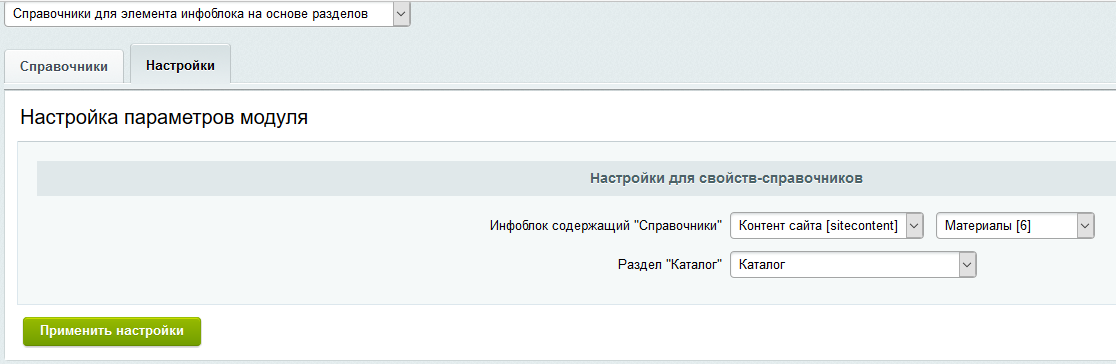 Справочники для элемента инфоблока на основе разделов
Справочники Настройки
Настройка параметров модуля
Настройки для свойств-справочников
Инфоблок содержащий "Справочники" Контент сайта [sitecontent] Материалы [6]
Раздел "Каталог" Каталог
Применить настройки